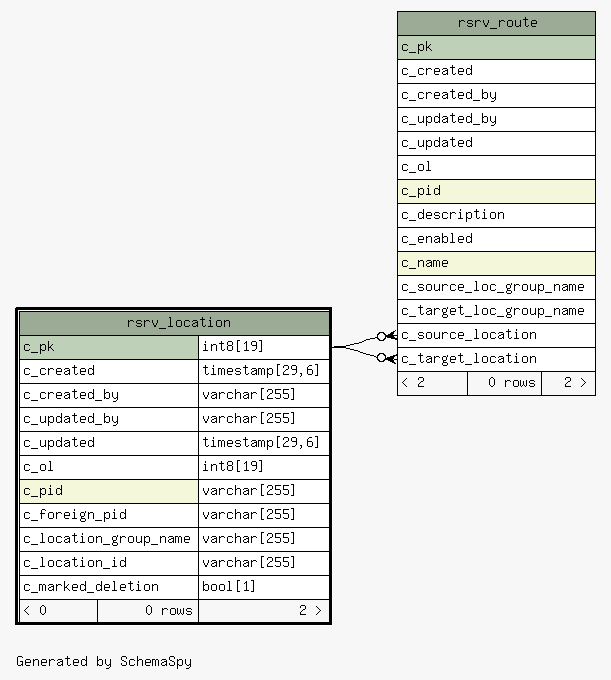 rsrv_route
c_pk
c_created
c_created_by
c_updated_by
c_updated
c_ol
c_pid
c_description
c_enabled
c_name
c_source_loc_group_name
c_target_loc_group_name
c_source_location
c_target_location
< 2 0 rows 2 >
rsrv_location
c_pk int8[19]
c_created timestamp[29,6]
c_created_by varchar[255]
c_updated_by varchar[255]
c_updated timestamp[29,6]
c_ol int8[19]
c_pid varchar[255]
c_foreign_pid varchar[255]
c_location_group_name varchar[255]
c_location_id varchar[255]
c_marked_deletion bool[1]
< 0 0 rows 2 >
Generated by SchemaSpy